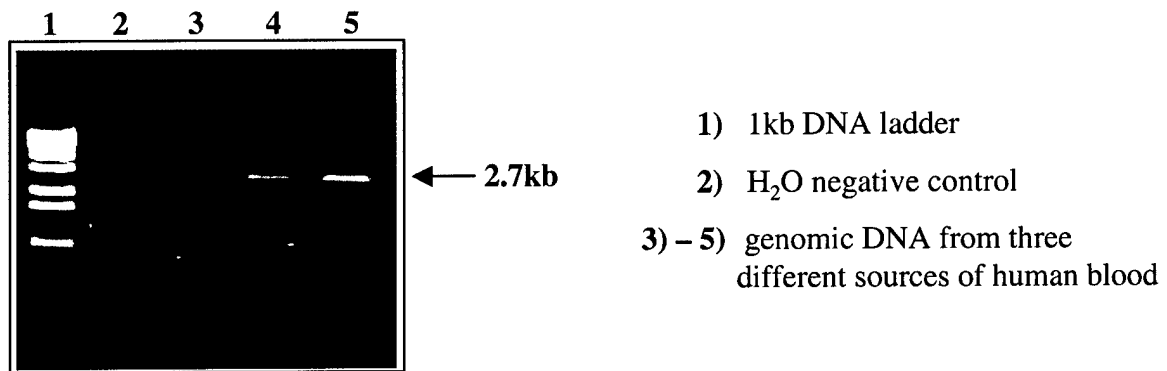 1 2 3 4 5
2.7kb
1) 1kb DNA ladder
2) H₂O negative control
3) – 5) genomic DNA from three
different sources of human blood